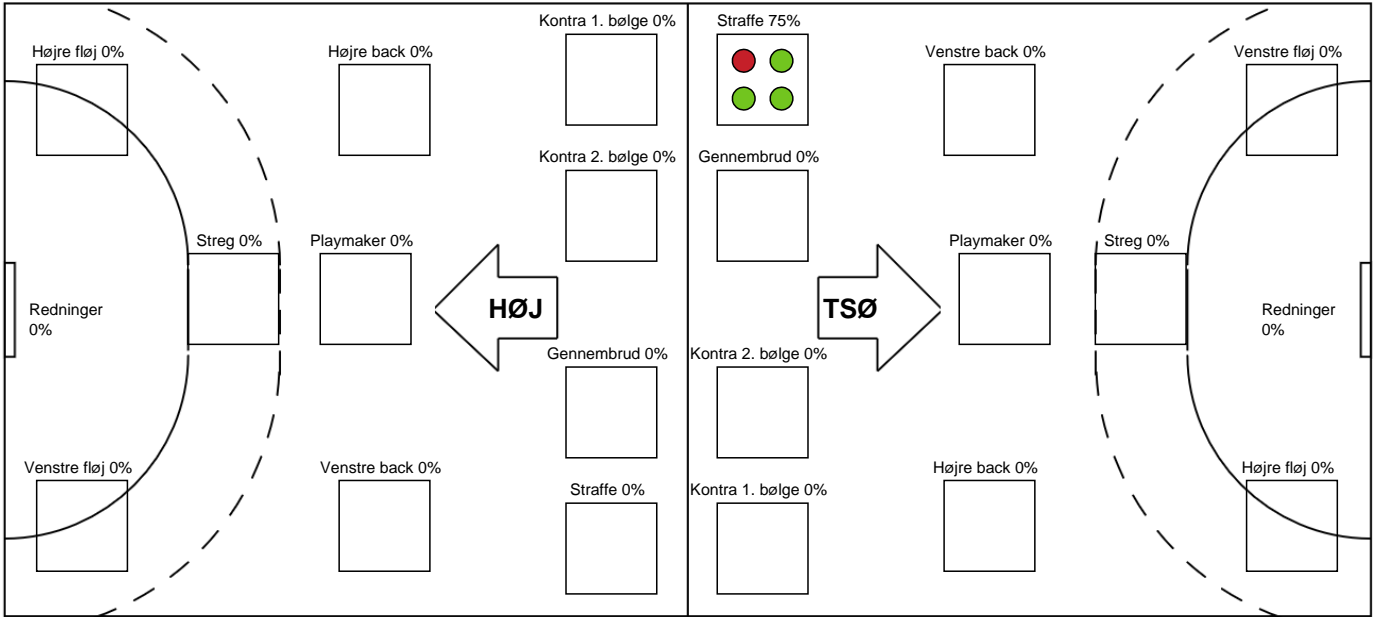 Kontra 1. bølge 0%
Straffe 75%
Højre fløj 0%
Højre back 0%
Venstre back 0%
Venstre fløj 0%
Kontra 2. bølge 0%
Gennembrud 0%
Streg 0%
Playmaker 0%
Playmaker 0%
Streg 0%
Redninger
0%
HØJ
TSØ
Redninger
0%
Gennembrud 0%
Kontra 2. bølge 0%
Venstre fløj 0%
Venstre back 0%
Højre back 0%
Højre fløj 0%
Straffe 0%
Kontra 1. bølge 0%